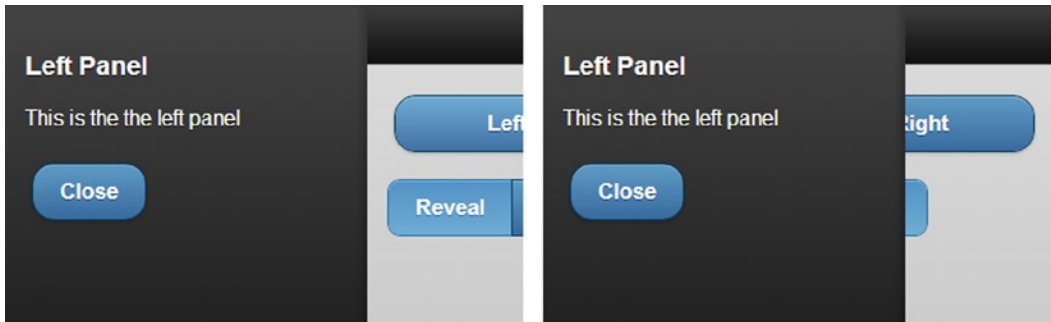 Left Panel
This is the the left panel
Left
Close
Reveal
Left Panel
This is the the left panel
Right
Close